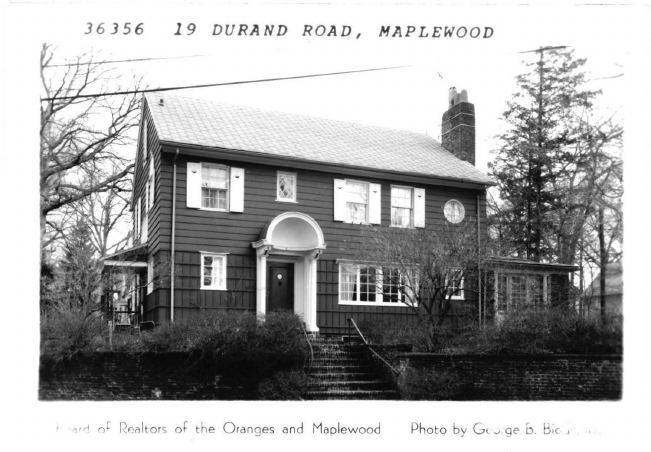 36356 19 DURAND ROAD, MAPLEWOOD
of Realtors of the Oranges and Maplewood Photo by George B.